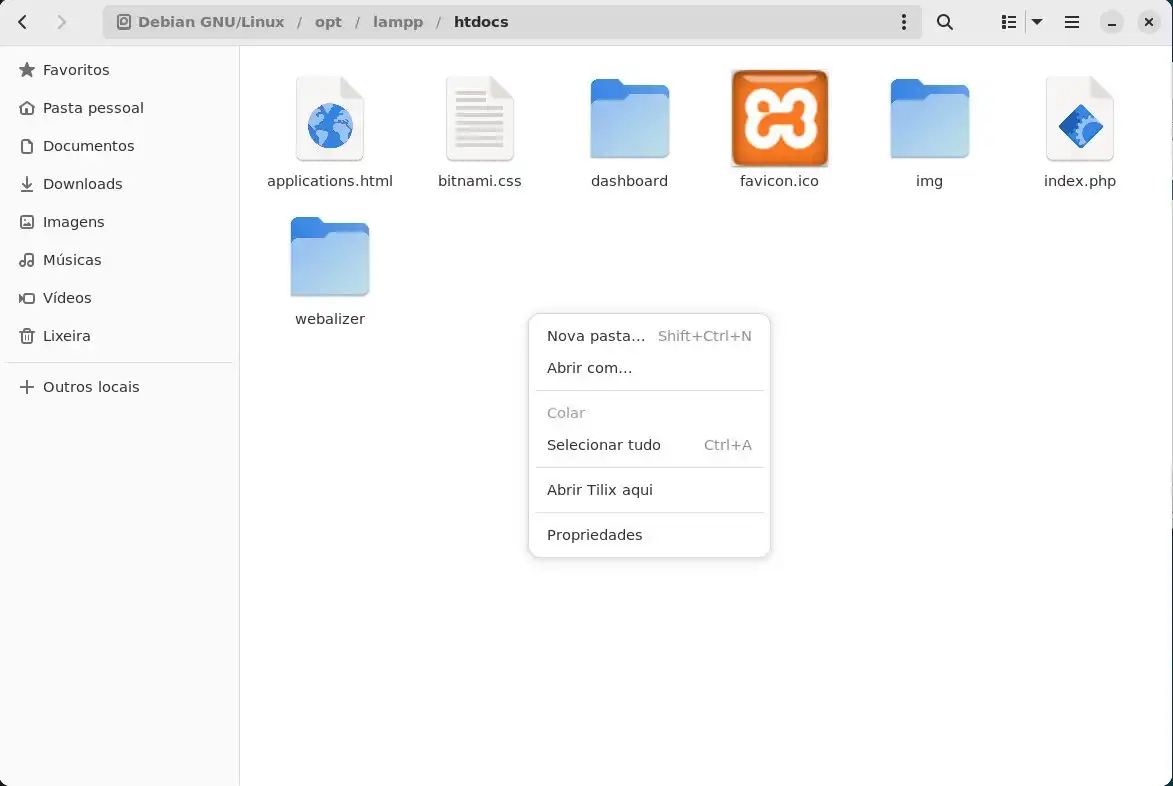 Debian GNU/Linux / opt / lampp / htdocs
Favoritos
Pasta pessoal
Documentos
Downloads
Imagens
Músicas
Vídeos
Lixeira
Outros locais
applications.html
bitnami.css
dashboard
favicon.ico
img
index.php
webalizer
Nova pasta... Shift+Ctrl+N
Abrir com...
Colar
Selecionar tudo Ctrl+A
Abrir Tilix aqui
Propriedades